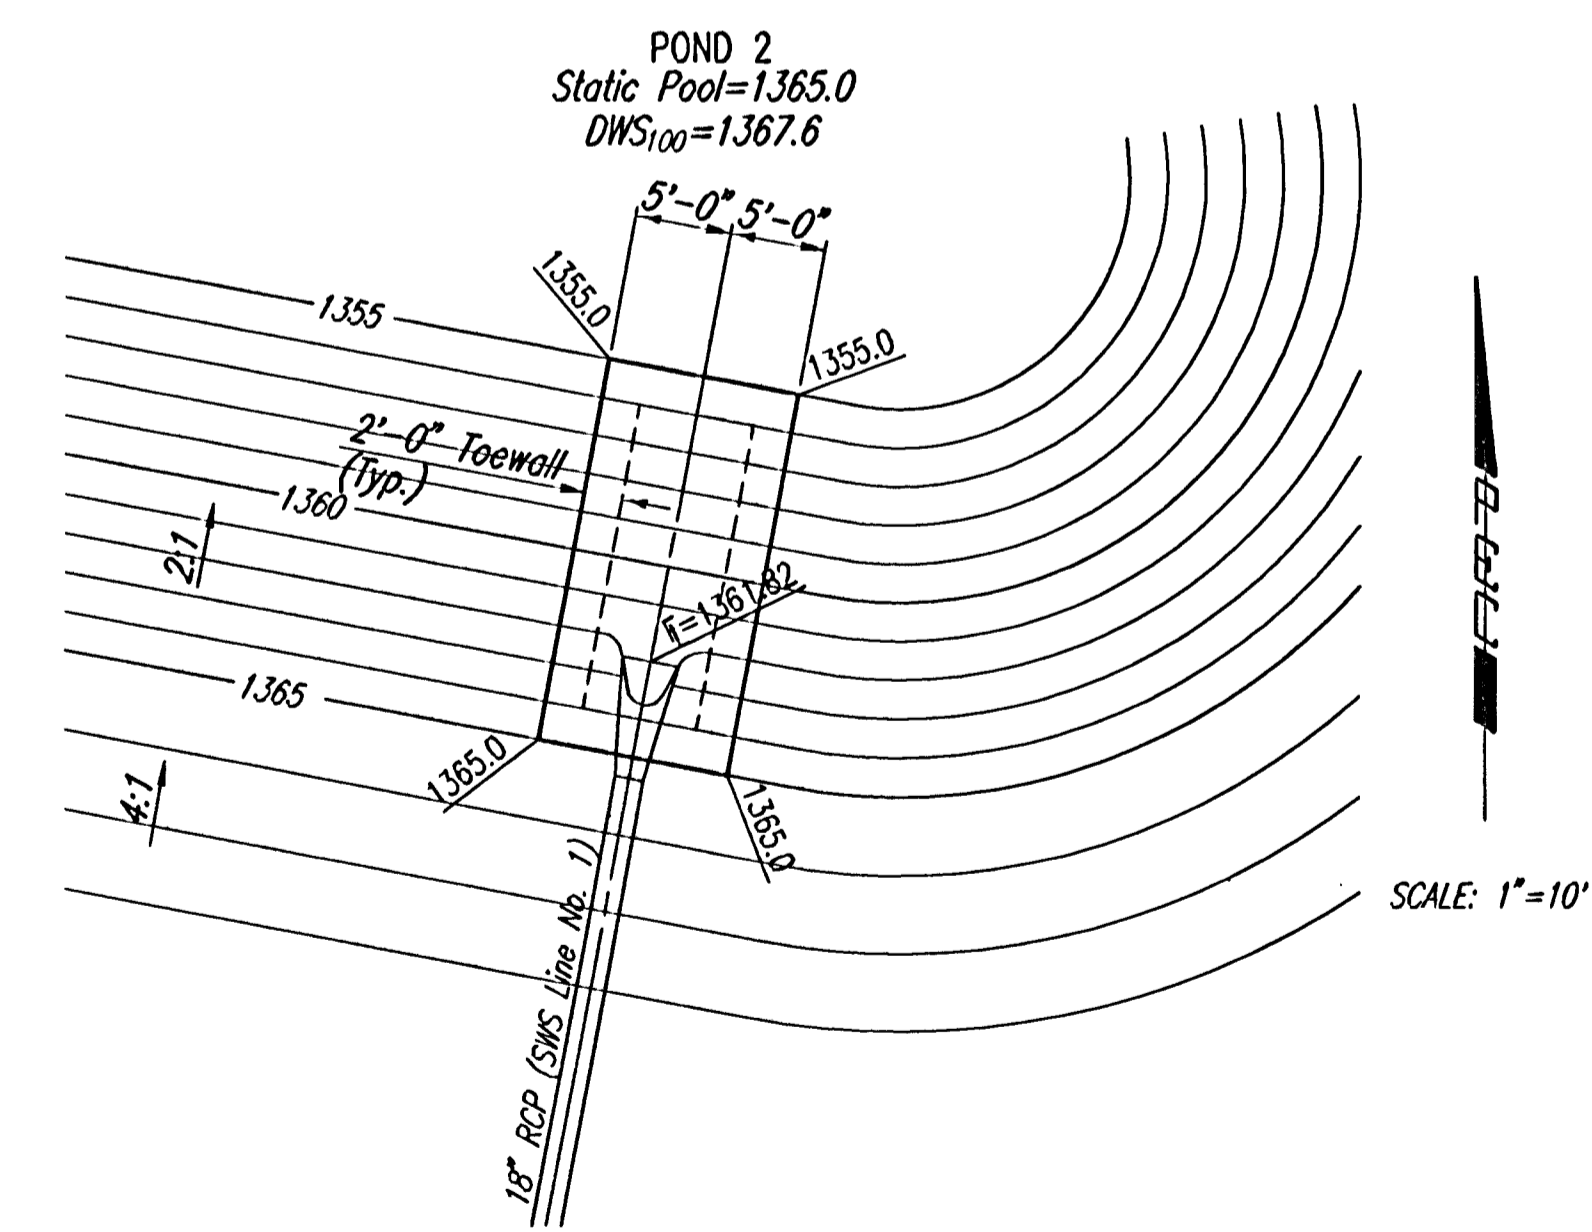 POND 2
Static Pool=1365.0
DWS100=1367.6
5'-0" 5'-0"
1355.0
1355
1355.0
2'-0" Toewall
(Typ.)
1360
2:1
1361.82
1365
1365.0
4:1
1365.0
18" RCP (SWS Line No. 1)
SCALE: 1"=10'